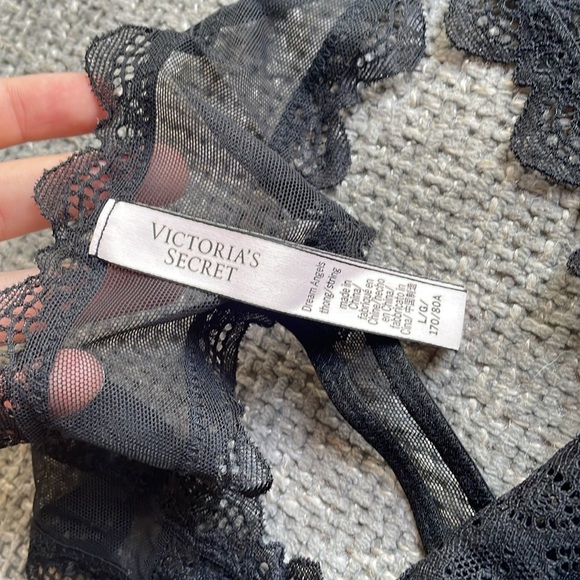 VICTORIA'S
SECRET
Dream Angels
thong/string
made in
China/
fabriqué en
Chine/hecho
en China/
fabbricato in
Cina/中国制造
L/G/
170/80A